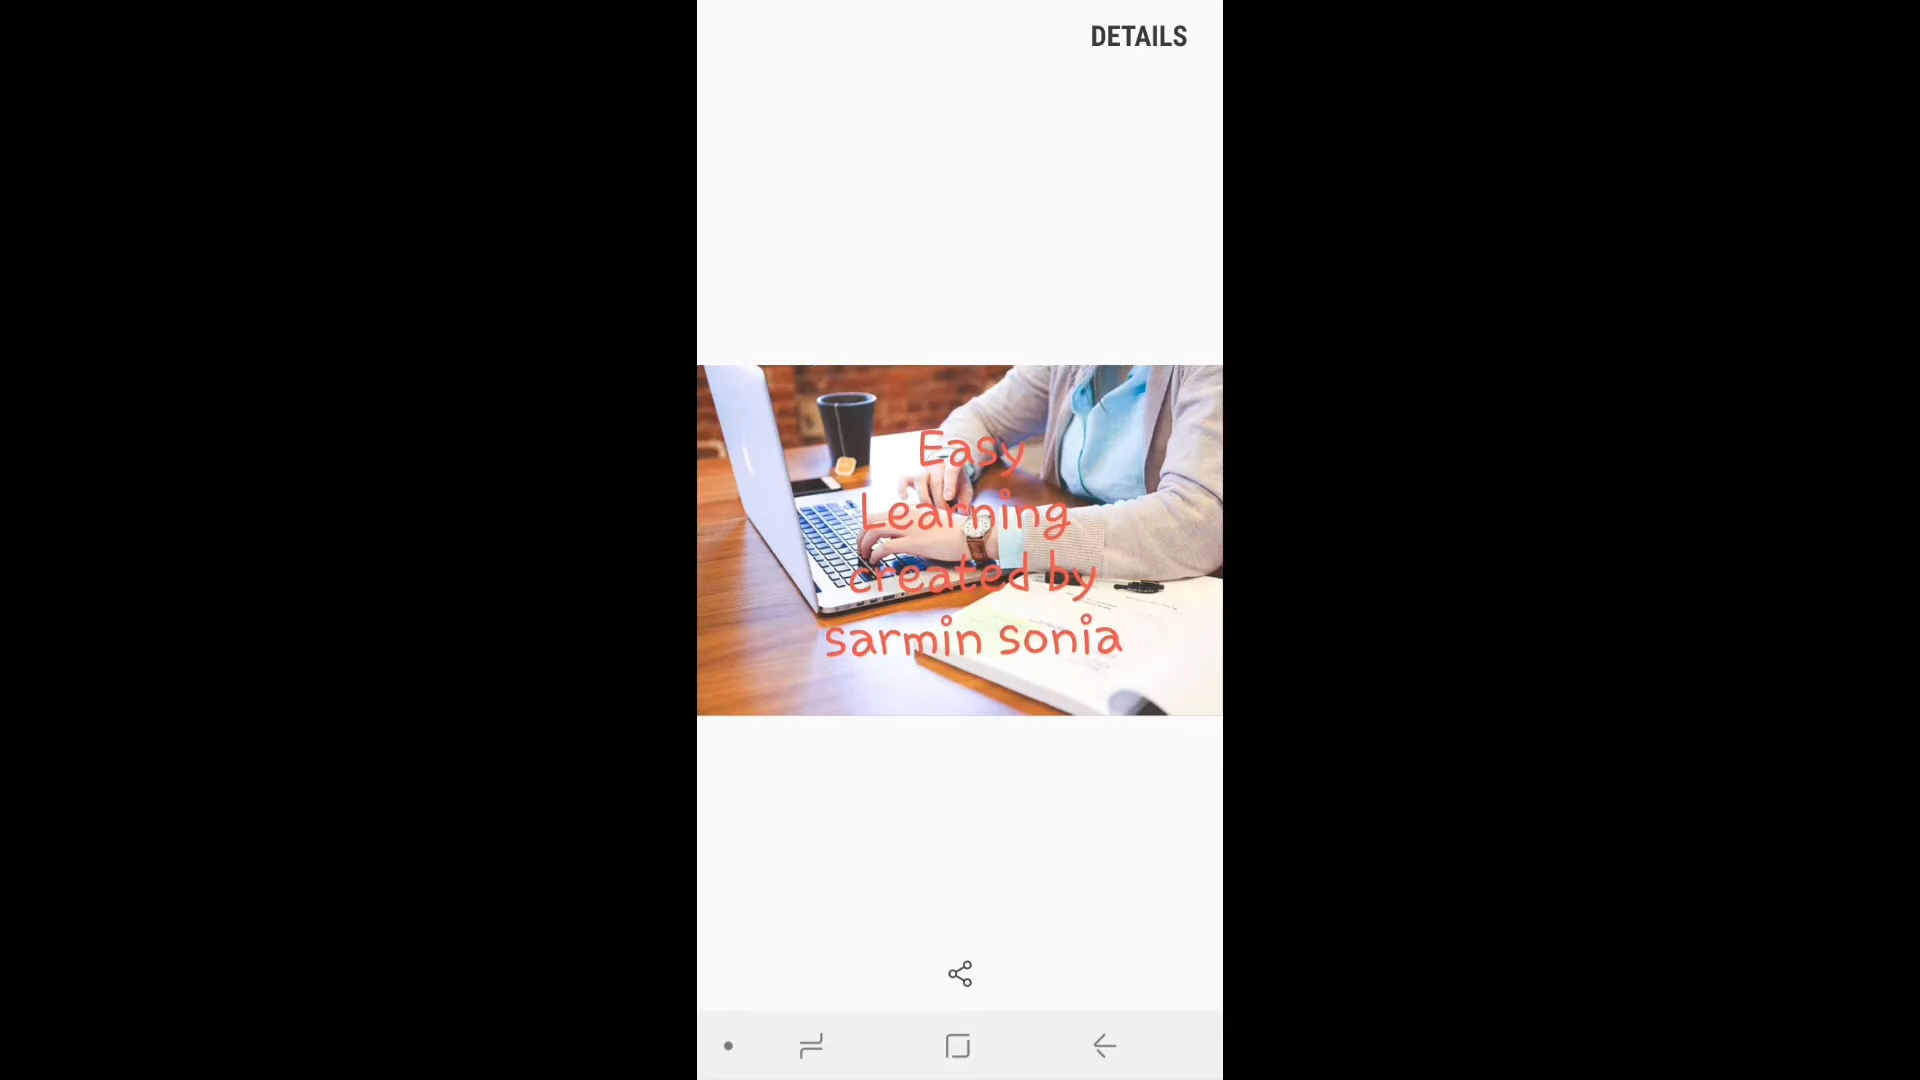 DETAILS
Easy
Learning
created by
sarmin sonia